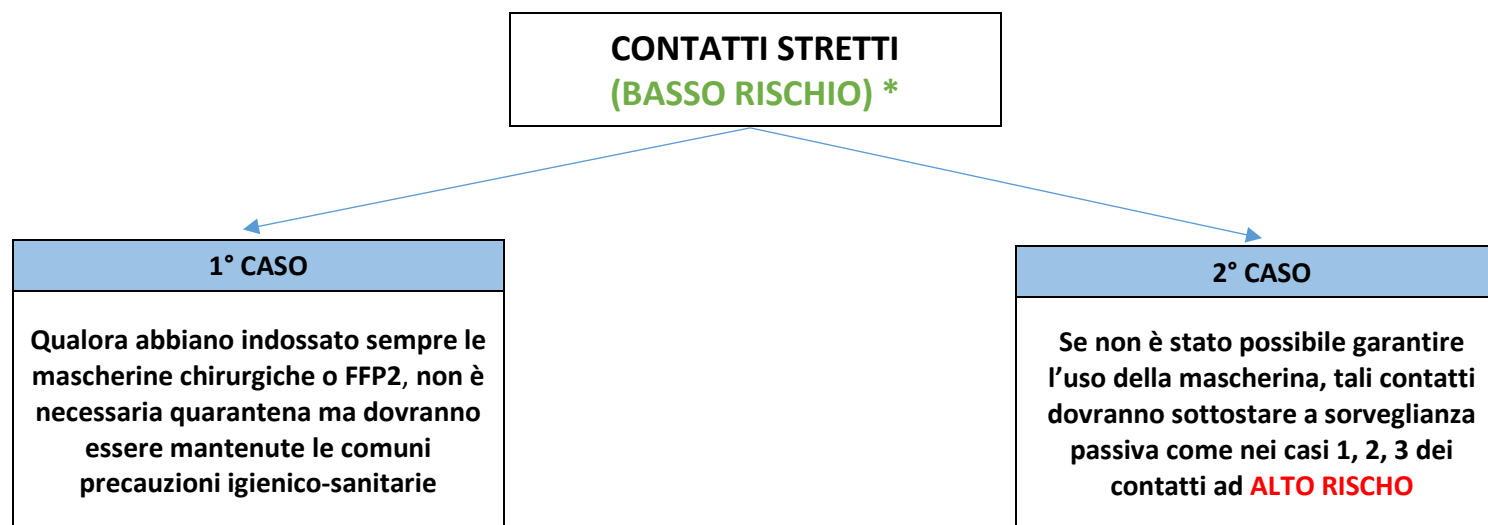 CONTATTI STRETTI
(BASSO RISCHIO) *
1° CASO
Qualora abbiano indossato sempre le
mascherine chirurgiche o FFP2, non è
necessaria quarantena ma dovranno
essere mantenute le comuni
precauzioni igienico-sanitarie
2° CASO
Se non è stato possibile garantire
l’uso della mascherina, tali contatti
dovranno sottostare a sorveglianza
passiva come nei casi 1, 2, 3 dei
contatti ad ALTO RISCHO